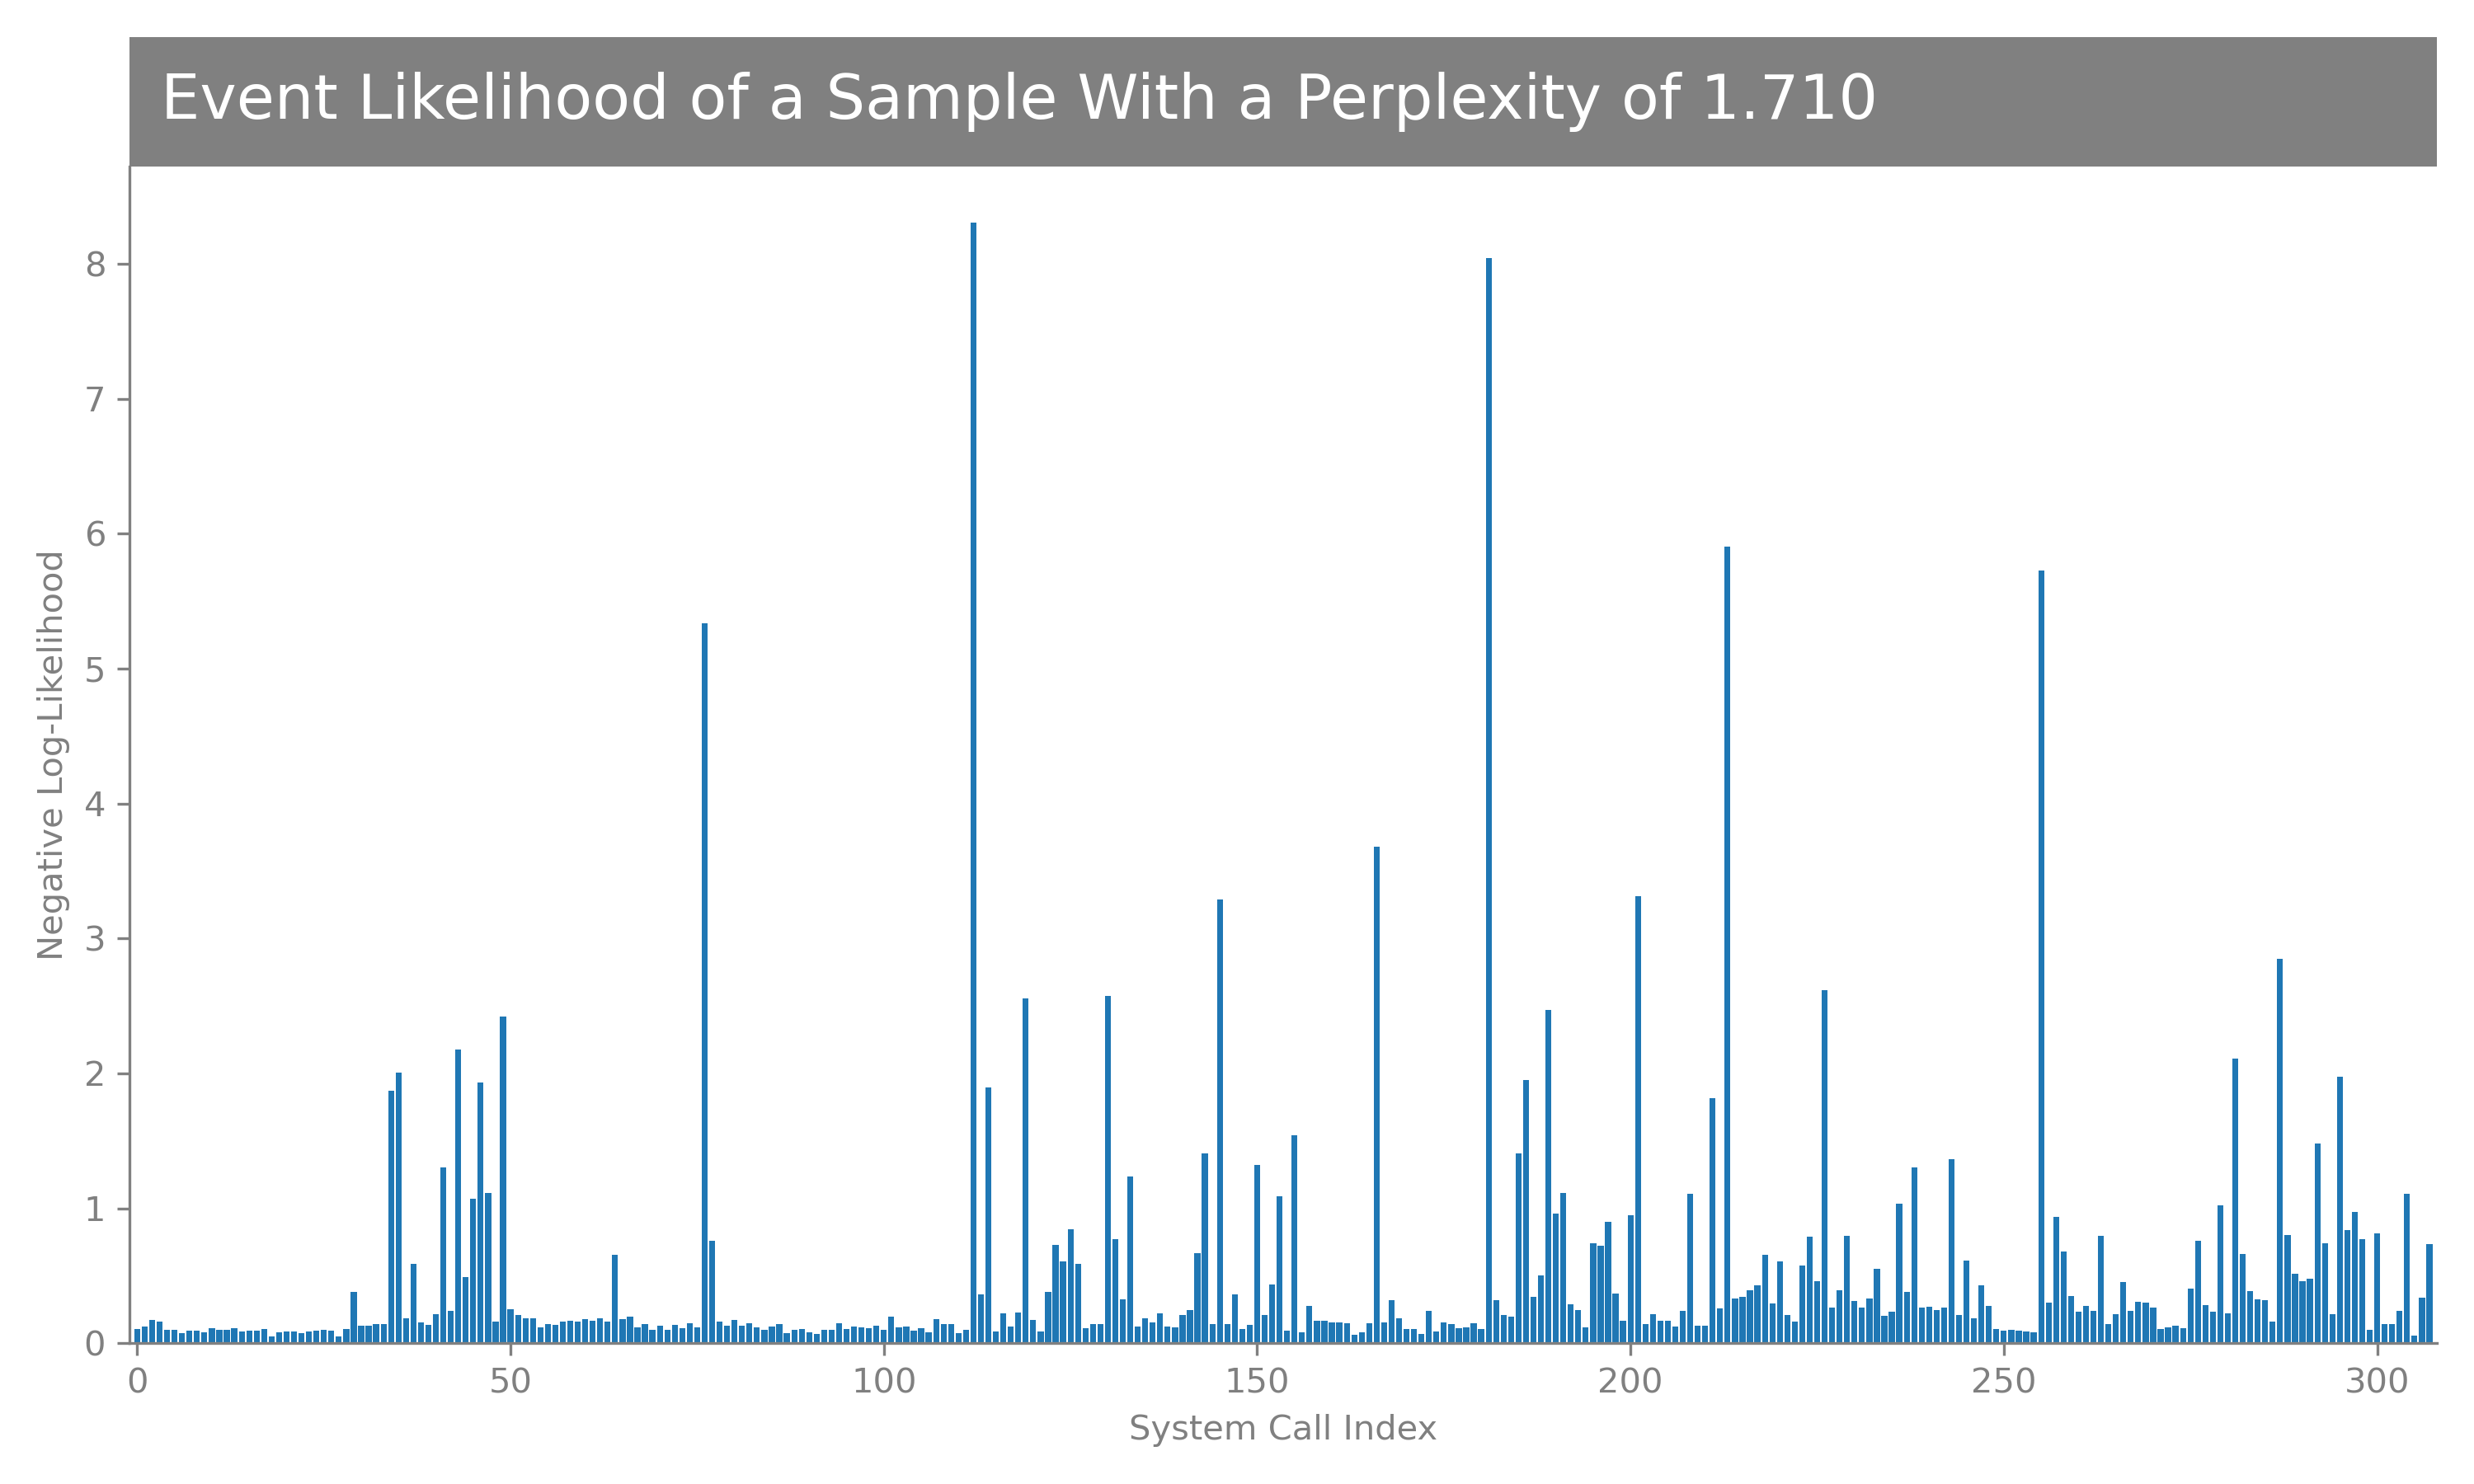 Event Likelihood of a Sample With a Perplexity of 1.710
Negative Log-Likelihood
8
7
6
5
4
3
2
1
0
0 50 100 150 200 250 300
System Call Index